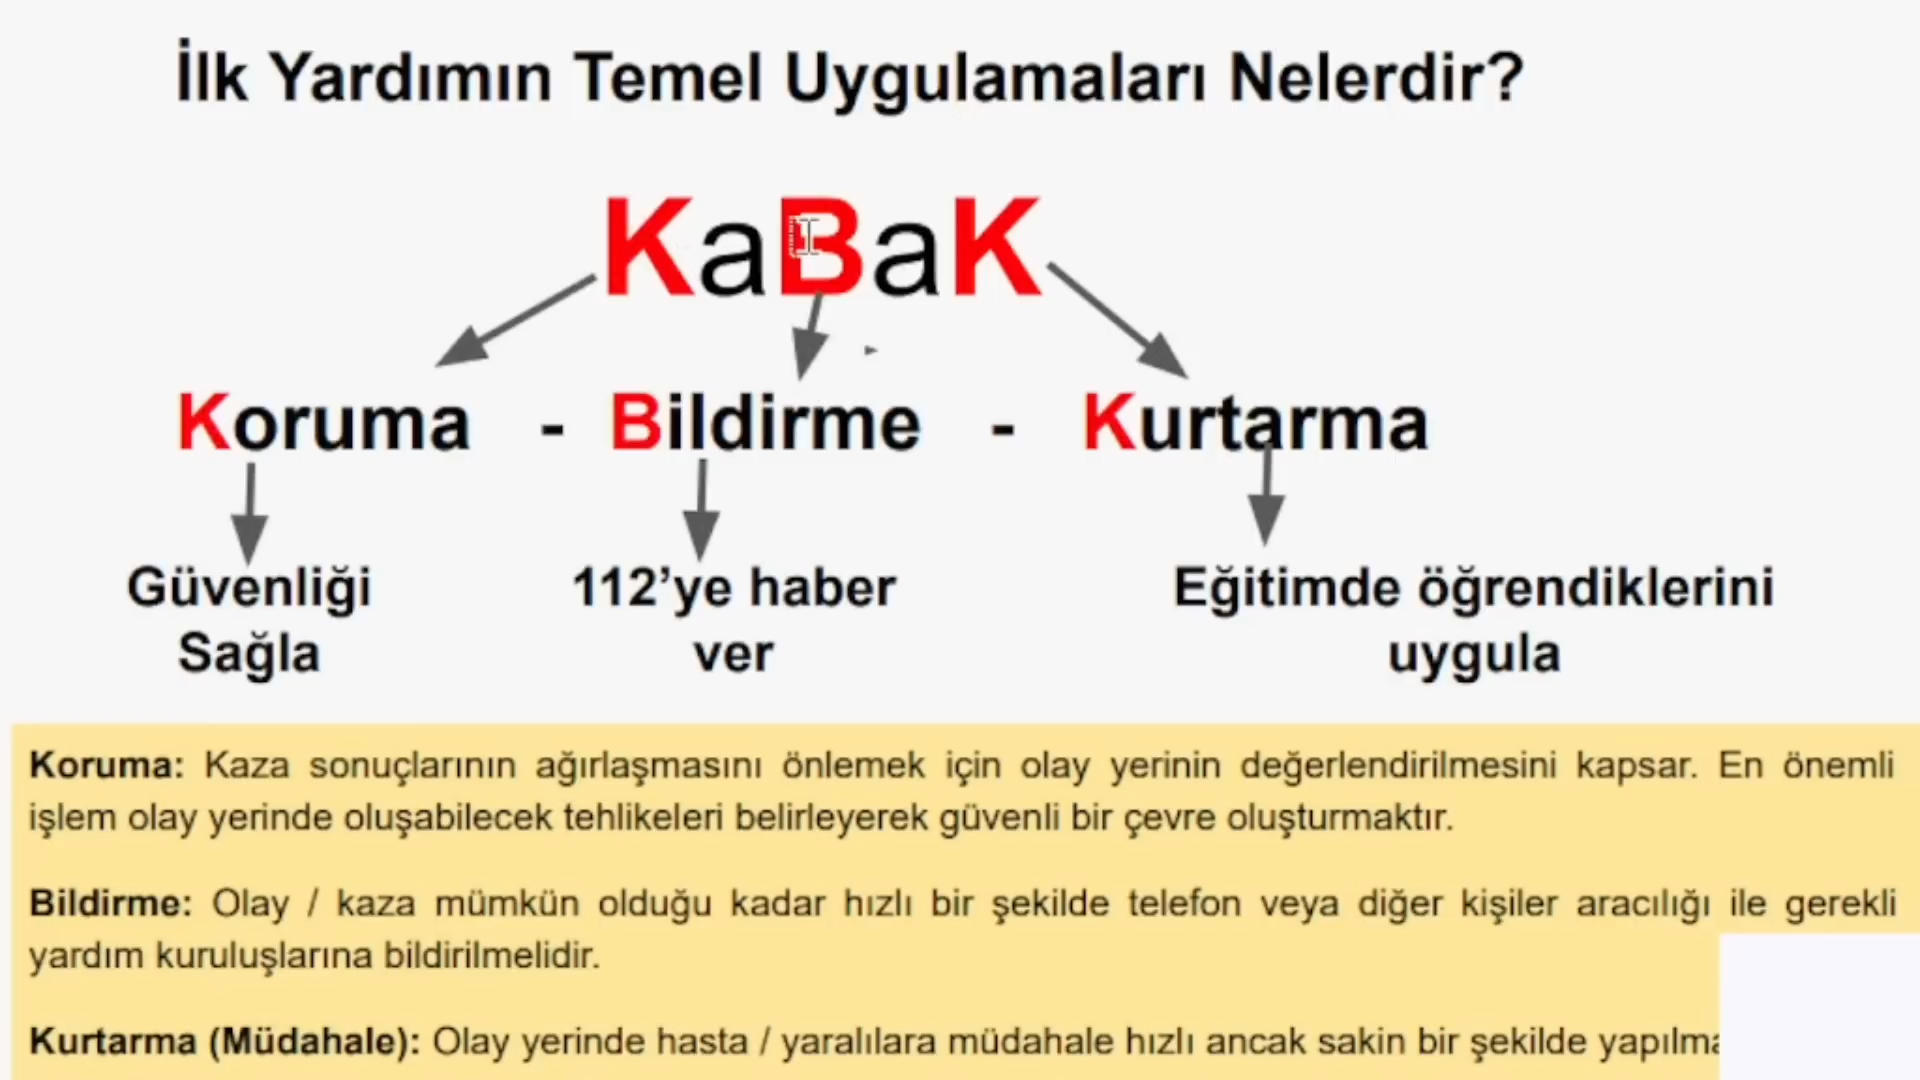 İlk Yardımın Temel Uygulamaları Nelerdir?
KaBaK
Koruma - Bildirme - Kurtarma
Güvenliği Sağla
112’ye haber ver
Eğitimde öğrendiklerini uygula
Koruma: Kaza sonuçlarının ağırlaşmasını önlemek için olay yerinin değerlendirilmesini kapsar. En önemli
işlem olay yerinde oluşabilecek tehlikeleri belirleyerek güvenli bir çevre oluşturmaktır.
Bildirme: Olay / kaza mümkün olduğu kadar hızlı bir şekilde telefon veya diğer kişiler aracılığı ile gerekli
yardım kuruluşlarına bildirilmelidir.
Kurtarma (Müdahale): Olay yerinde hasta / yaralılara müdahale hızlı ancak sakin bir şekilde